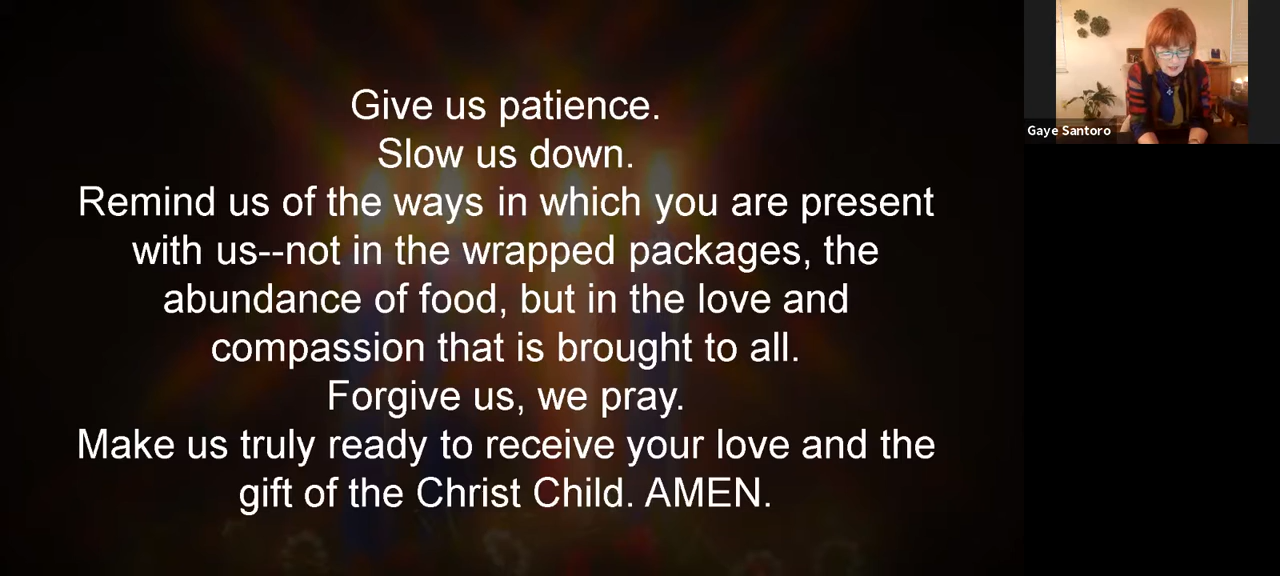 Give us patience.
Slow us down.
Remind us of the ways in which you are present
with us--not in the wrapped packages, the
abundance of food, but in the love and
compassion that is brought to all.
Forgive us, we pray.
Make us truly ready to receive your love and the
gift of the Christ Child. AMEN.
Gaye Santoro